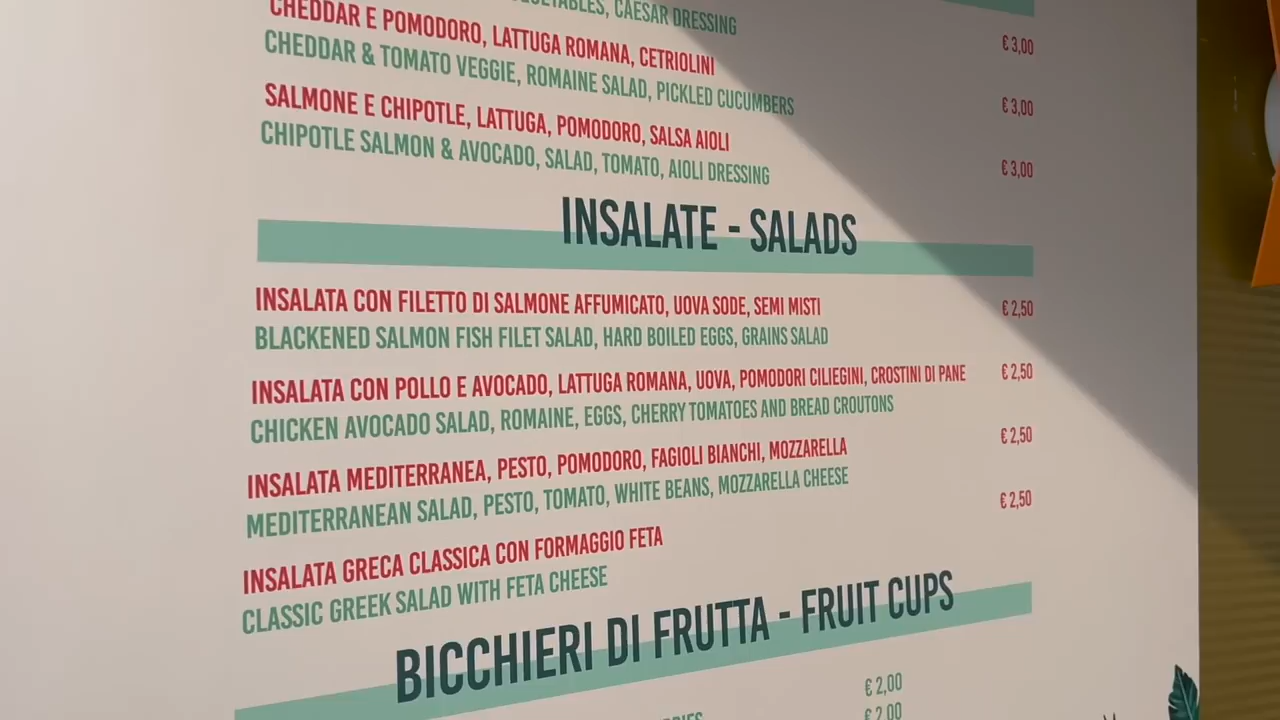 CAESAR DRESSING
CHEDDAR E POMODORO, LATTUGA ROMANA, CETRIOLINI € 3,00
CHEDDAR & TOMATO VEGGIE, ROMAINE SALAD, PICKLED CUCUMBERS
SALMONE E CHIPOTLE, LATTUGA, POMODORO, SALSA AIOLI € 3,00
CHIPOTLE SALMON & AVOCADO, SALAD, TOMATO, AIOLI DRESSING
€ 3,00
INSALATE - SALADS
INSALATA CON FILETTO DI SALMONE AFFUMICATO, UOVA SODE, SEMI MISTI € 2,50
BLACKENED SALMON FISH FILET SALAD, HARD BOILED EGGS, GRAINS SALAD
INSALATA CON POLLO E AVOCADO, LATTUGA ROMANA, UOVA, POMODORI CILIEGINI, CROSTINI DI PANE € 2,50
CHICKEN AVOCADO SALAD, ROMAINE, EGGS, CHERRY TOMATOES AND BREAD CROUTONS
INSALATA MEDITERRANEA, PESTO, POMODORO, FAGIOLI BIANCHI, MOZZARELLA € 2,50
MEDITERRANEAN SALAD, PESTO, TOMATO, WHITE BEANS, MOZZARELLA CHEESE
INSALATA GRECA CLASSICA CON FORMAGGIO FETA € 2,50
CLASSIC GREEK SALAD WITH FETA CHEESE
BICCHIERI DI FRUTTA - FRUIT CUPS
€ 2,00
€ 2,00